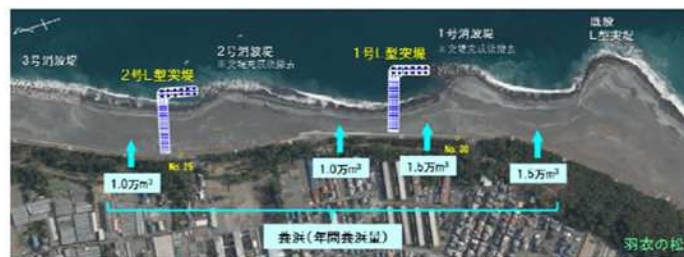 既設
L型突堤
1号消波堤
※突堤完成後撤去
1号L型突堤
2号消波堤
※突堤完成後撤去
2号L型突堤
3号消波堤
No.25
No.30
1.0万m³
1.0万m³
1.5万m³
1.5万m³
養浜(年間養浜量)
羽衣の松